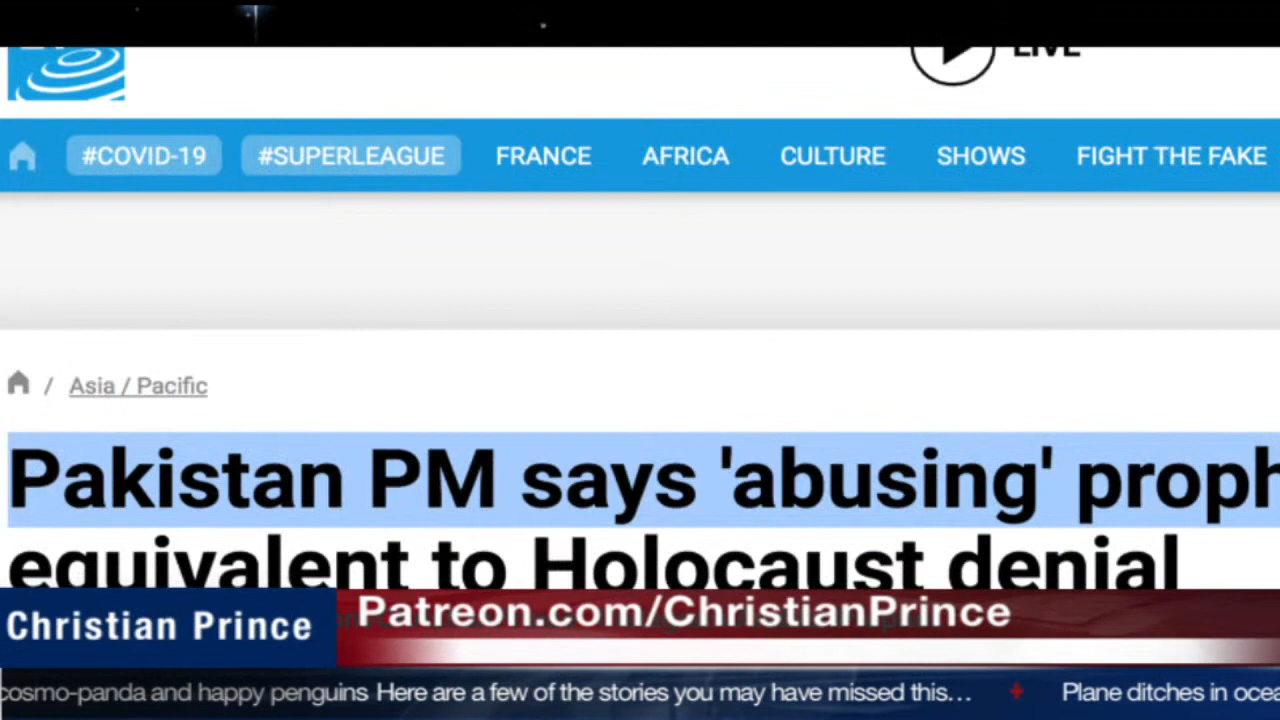 LIVE
#COVID-19 #SUPERLEAGUE FRANCE AFRICA CULTURE SHOWS FIGHT THE FAKE
/ Asia / Pacific
Pakistan PM says 'abusing' proph
equivalent to Holocaust denial
Christian Prince Patreon.com/ChristianPrince
cosmo-panda and happy penguins Here are a few of the stories you may have missed this... Plane ditches in ocea